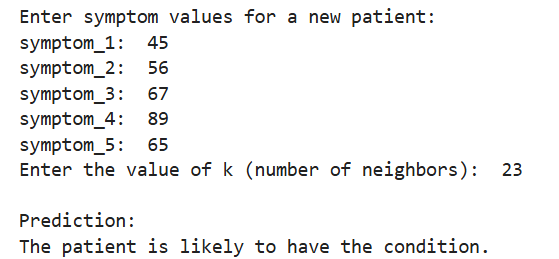 Enter symptom values for a new patient:
symptom_1:  45
symptom_2:  56
symptom_3:  67
symptom_4:  89
symptom_5:  65
Enter the value of k (number of neighbors):  23

Prediction:
The patient is likely to have the condition.